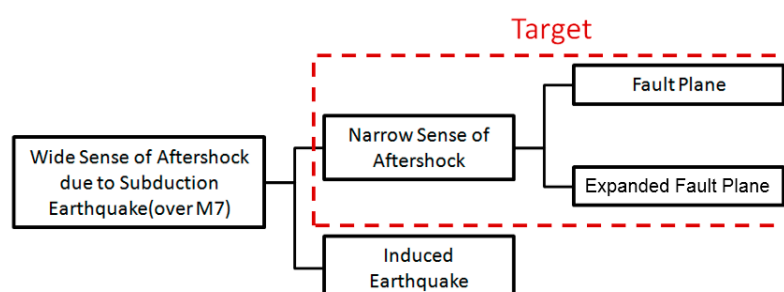 Target
Fault Plane
Narrow Sense of
Aftershock
Wide Sense of Aftershock
due to Subduction
Earthquake(over M7)
Expanded Fault Plane
Induced
Earthquake